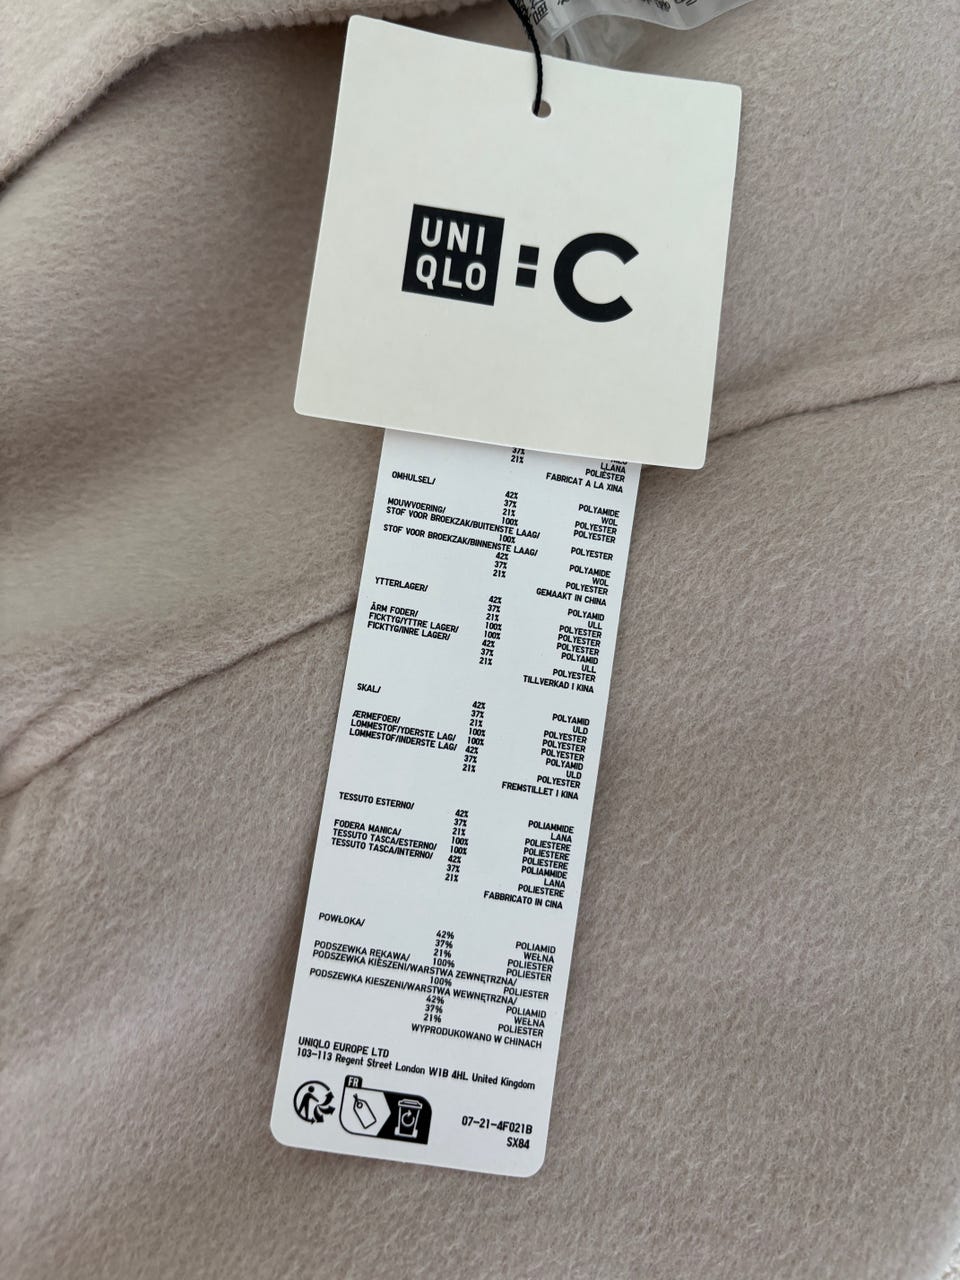 UNI
QLO : C
37%
21%
LLANA
POLIÈSTER
FABRICAT A LA XINA
OMHULSEL/
42% POLYAMIDE
37% WOL
21% POLYESTER
MOUWVOERING/ 100% POLYESTER
STOF VOOR BROEKZAK/BUITENSTE LAAG/
100% POLYESTER
STOF VOOR BROEKZAK/BINNENSTE LAAG/
42% POLYAMIDE
37% WOL
21% POLYESTER
GEMAAKT IN CHINA
YTTERLAGER/
42% POLYAMID
37% ULL
21% POLYESTER
ÄRM FODER/ 100% POLYESTER
FICKTYG/YTTRE LAGER/ 100% POLYESTER
FICKTYG/INRE LAGER/ 42% POLYAMID
37% ULL
21% POLYESTER
TILLVERKAD I KINA
SKAL/
42% POLYAMID
37% ULD
21% POLYESTER
ÆRMEFOER/ 100% POLYESTER
LOMMESTOF/YDERSTE LAG/ 100% POLYESTER
LOMMESTOF/INDERSTE LAG/ 42% POLYAMID
37% ULD
21% POLYESTER
FREMSTILLET I KINA
TESSUTO ESTERNO/
42% POLIAMMIDE
37% LANA
21% POLIESTERE
FODERA MANICA/ 100% POLIESTERE
TESSUTO TASCA/ESTERNO/ 100% POLIESTERE
TESSUTO TASCA/INTERNO/ 42% POLIAMMIDE
37% LANA
21% POLIESTERE
FABBRICATO IN CINA
POWŁOKA/
42% POLIAMID
37% WEŁNA
21% POLIESTER
PODSZEWKA RĘKAWA/ 100% POLIESTER
PODSZEWKA KIESZENI/WARSTWA ZEWNĘTRZNA/
100% POLIESTER
PODSZEWKA KIESZENI/WARSTWA WEWNĘTRZNA/
42% POLIAMID
37% WEŁNA
21% POLIESTER
WYPRODUKOWANO W CHINACH
UNIQLO EUROPE LTD
103-113 Regent Street London W1B 4HL United Kingdom
FR
07-21-4F021B
SX84